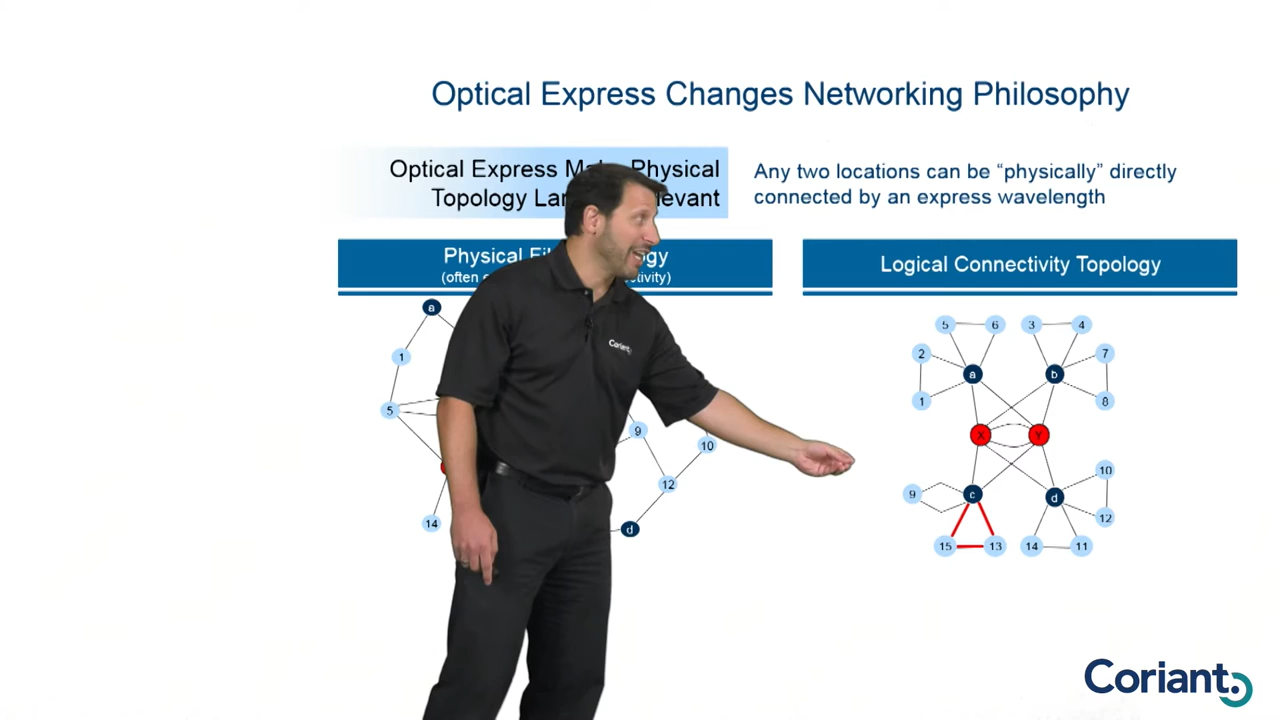 Optical Express Changes Networking Philosophy
Optical Express Physical
Topology
Any two locations can be “physically” directly
connected by an express wavelength
Physical
(often
Logical Connectivity Topology
a
1
5
14
9
10
12
d
5
6
3
4
2
a
b
7
1
8
X
Y
9
c
d
10
12
15
13
14
11
Coriant
Coriant